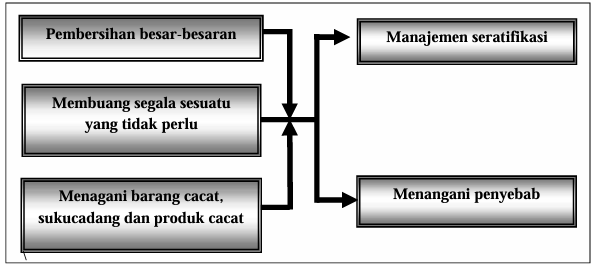 Pembersihan besar-besaran
Membuang segala sesuatu
yang tidak perlu
Menagani barang cacat,
sukucadang dan produk cacat
Manajemen seratifikasi
Menangani penyebab